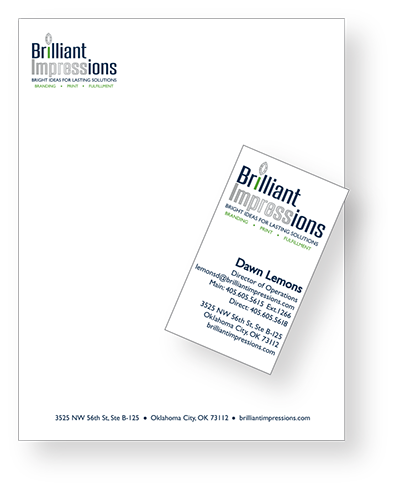 Brilliant
Impressions
BRIGHT IDEAS FOR LASTING SOLUTIONS
BRANDING • PRINT • FULFILLMENT
Brilliant
Impressions
BRIGHT IDEAS FOR LASTING SOLUTIONS
BRANDING • PRINT • FULFILLMENT
Dawn Lemons
Director of Operations
lemonsd@brilliantimpressions.com
Main: 405.605.5615 Ext.1266
Direct: 405.605.5618
3525 NW 56th St, Ste B-125
Oklahoma City, OK 73112
brilliantimpressions.com
3525 NW 56th St, Ste B-125 • Oklahoma City, OK 73112 • brilliantimpressions.com